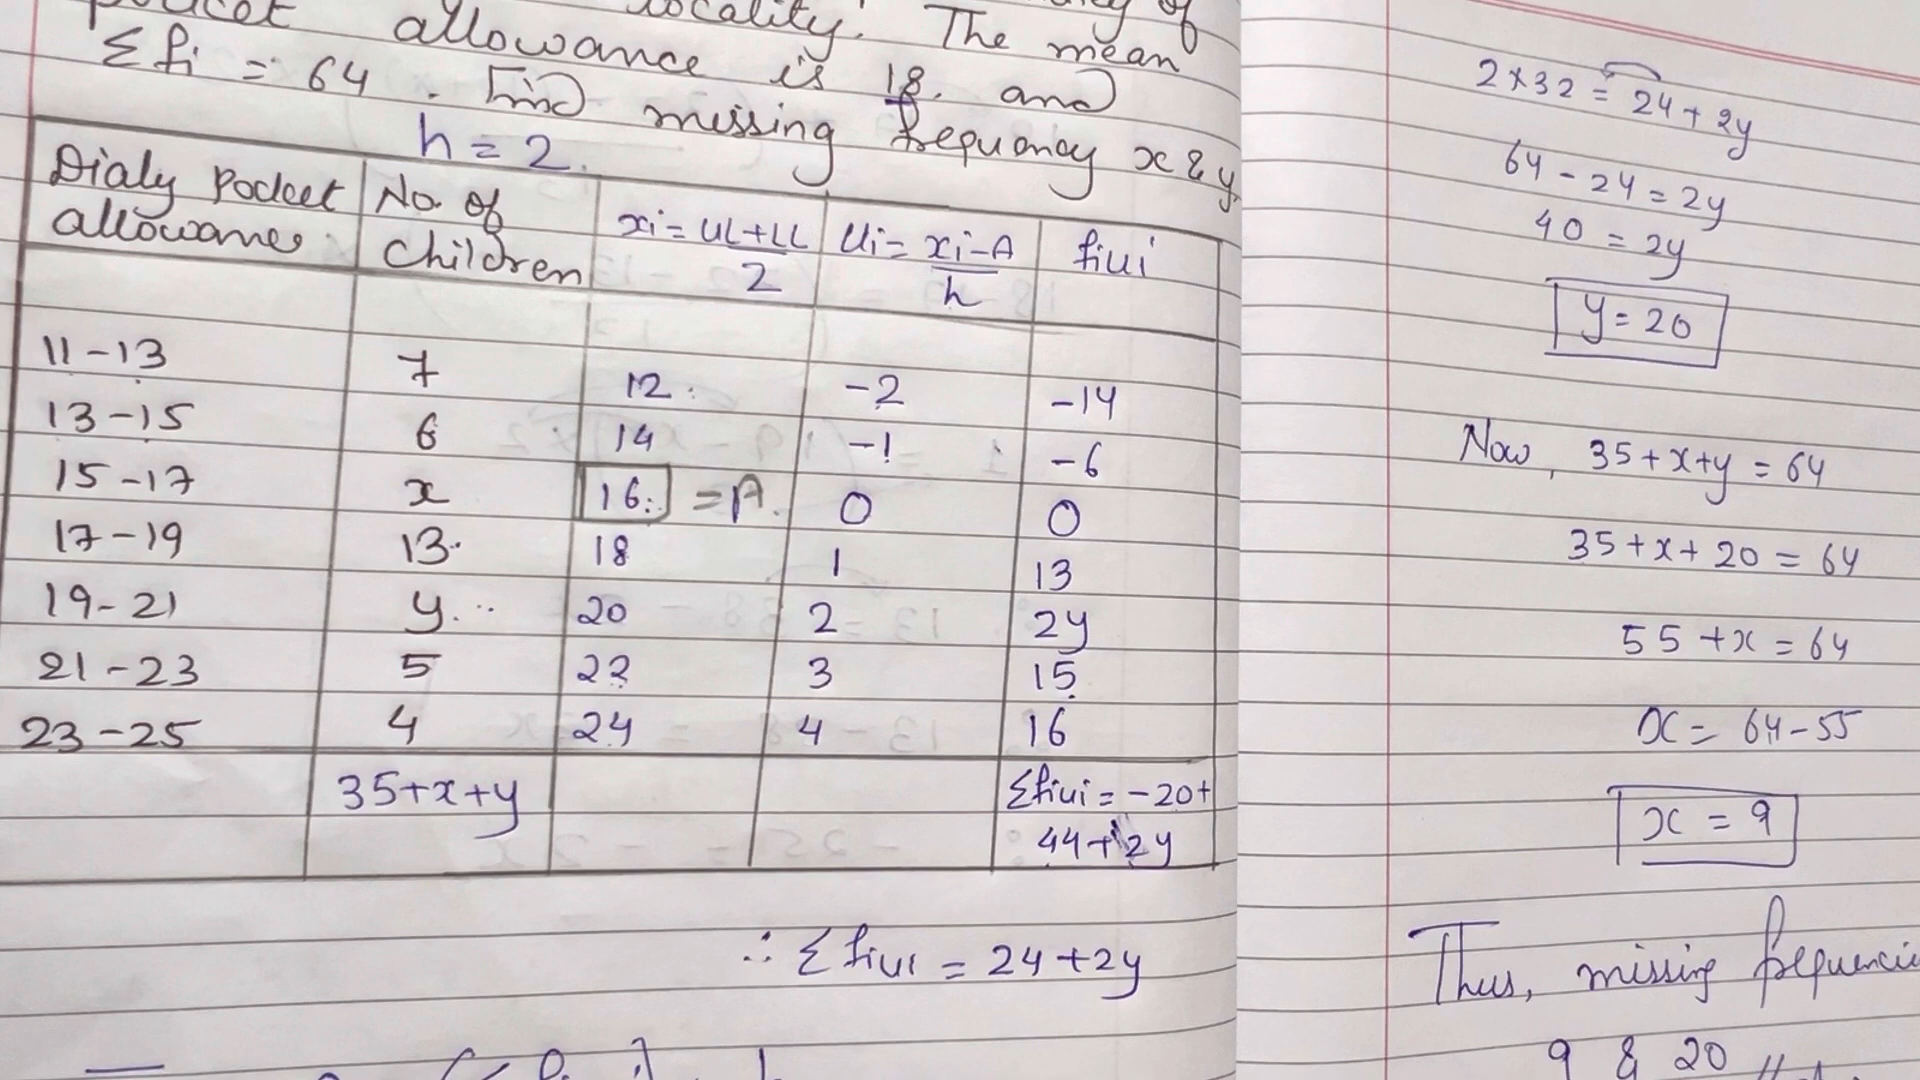 locality. The mean
allowance is 18. and
Σfi = 64. Find missing frequency x & y
h = 2.
Dialy Pocket allowances
No. of Children
xi = UL+LL / 2
Ui = xi-A / h
fiui
11-13 7 12 -2 -14
13-15 6 14 -1 -6
15-17 x 16 = A. 0 0
17-19 13 18 1 13
19-21 y 20 2 2y
21-23 5 22 3 15
23-25 4 24 4 16
35+x+y Σfiui = -20+
44+2y
∴ Σfiui = 24+2y
2×32 = 24+2y
64-24 = 2y
40 = 2y
y = 20
Now, 35+x+y = 64
35+x+20 = 64
55+x = 64
x = 64-55
x = 9
Thus, missing
9 & 20